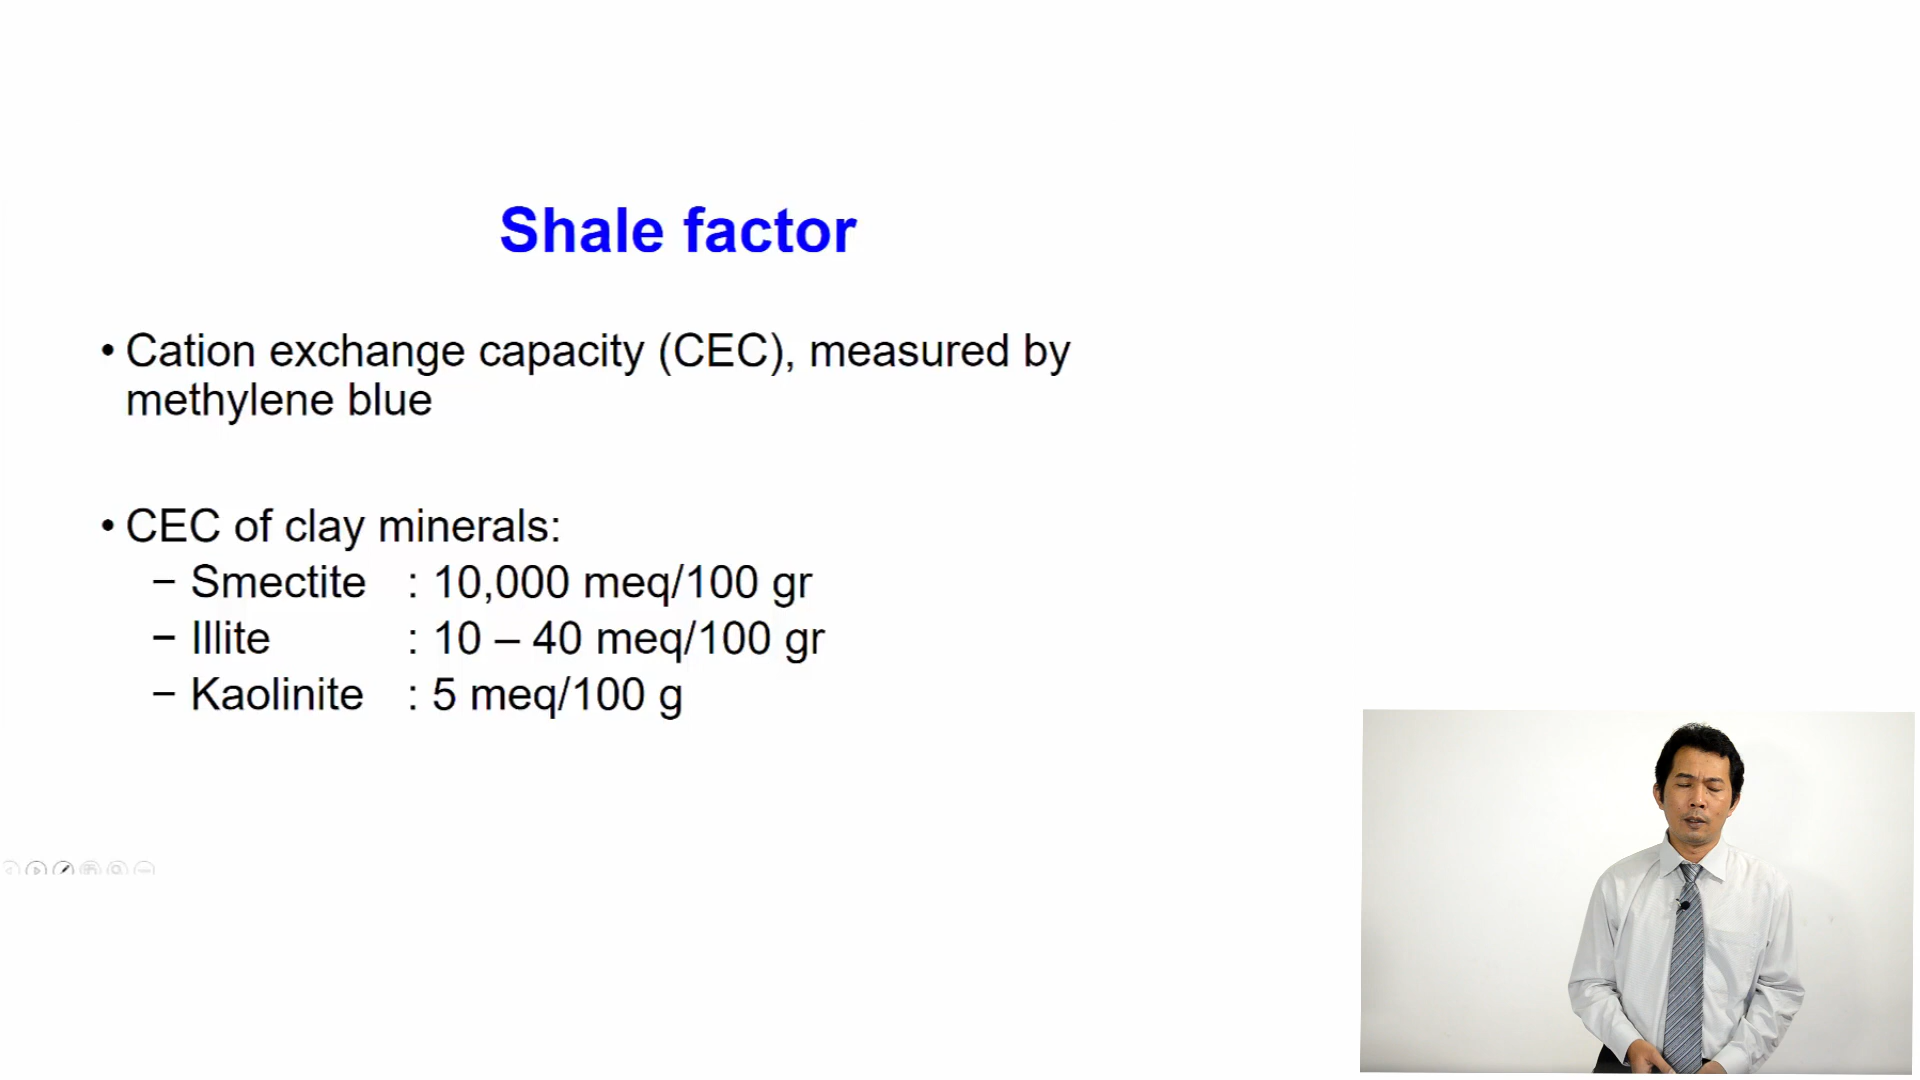 Shale factor
• Cation exchange capacity (CEC), measured by
methylene blue
• CEC of clay minerals:
– Smectite : 10,000 meq/100 gr
– Illite : 10 – 40 meq/100 gr
– Kaolinite : 5 meq/100 g